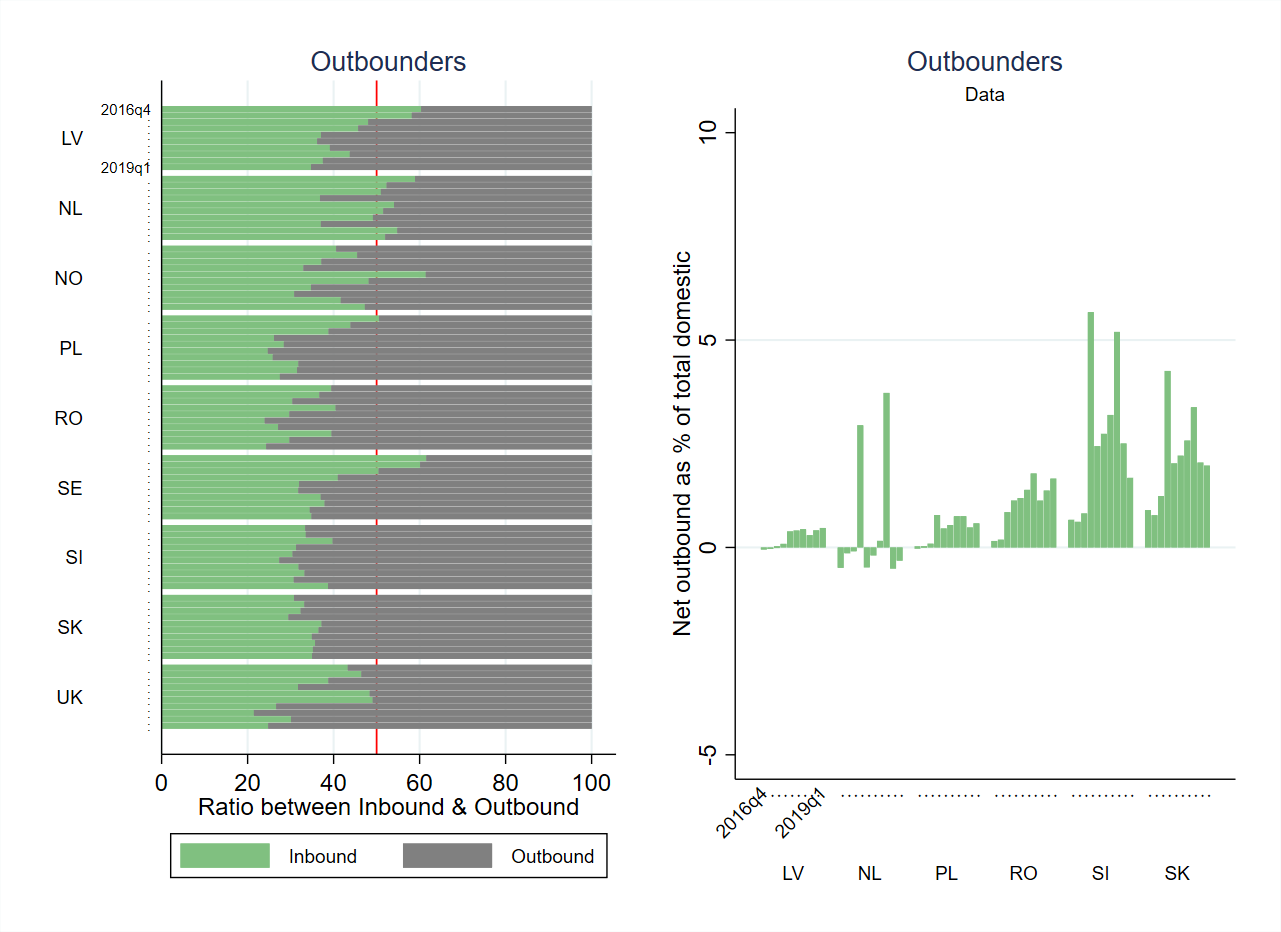 Outbounders
2016q4
LV
2019q1
NL
NO
PL
RO
SE
SI
SK
UK
0 20 40 60 80 100
Ratio between Inbound & Outbound
Inbound Outbound
Outbounders
Data
Net outbound as % of total domestic
10
5
0
-5
2016q4 2019q1
LV NL PL RO SI SK